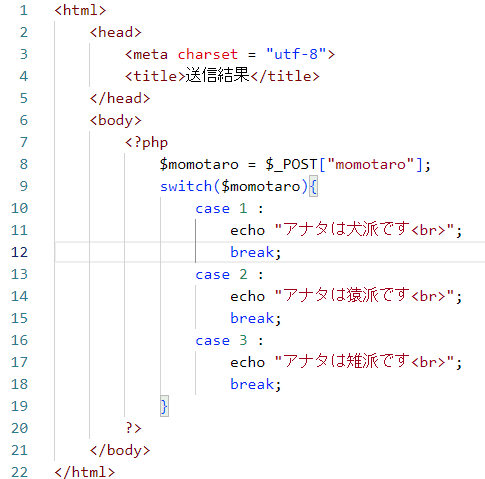 1 <html>
2     <head>
3         <meta charset = "utf-8">
4         <title>送信結果</title>
5     </head>
6     <body>
7         <?php
8             $momotaro = $_POST["momotaro"];
9             switch($momotaro){
10                 case 1 :
11                     echo "アナタは犬派です<br>";
12                     break;
13                 case 2 :
14                     echo "アナタは猿派です<br>";
15                     break;
16                 case 3 :
17                     echo "アナタは雉派です<br>";
18                     break;
19             }
20         ?>
21     </body>
22 </html>